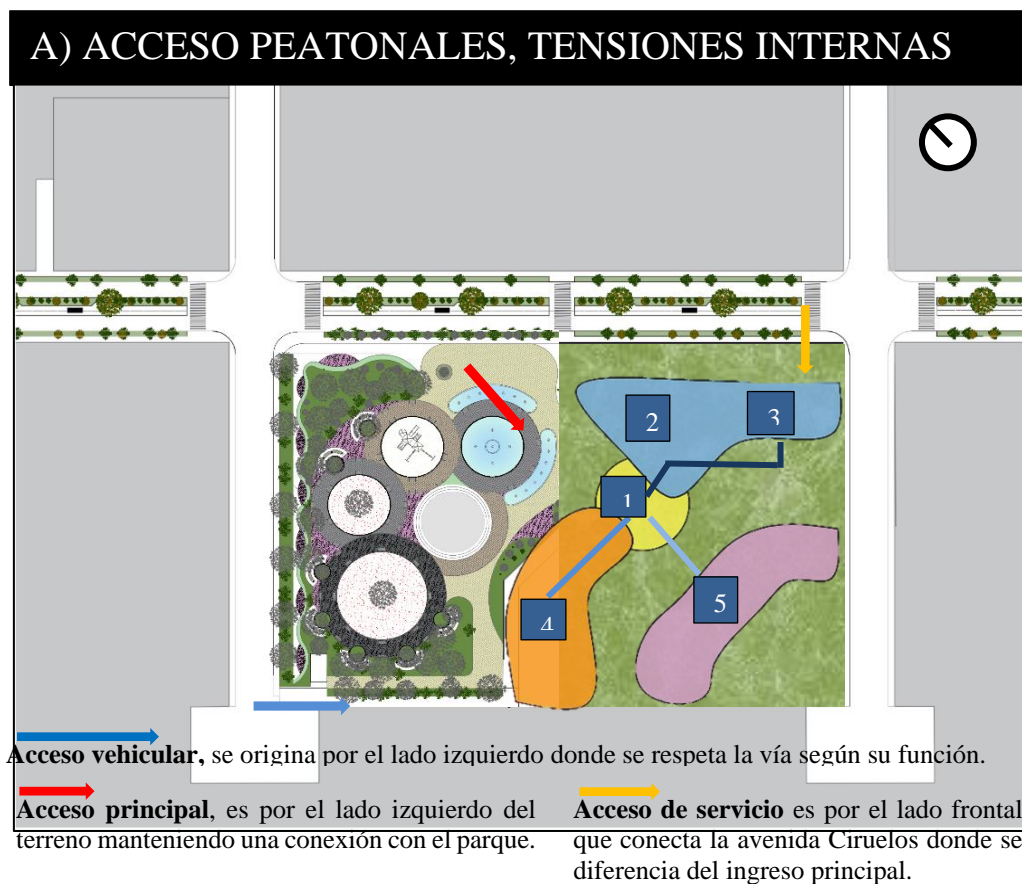 A) ACCESO PEATONALES, TENSIONES INTERNAS
2
3
1
4
5
Acceso vehicular, se origina por el lado izquierdo donde se respeta la vía según su función.
Acceso principal, es por el lado izquierdo del
terreno manteniendo una conexión con el parque.
Acceso de servicio es por el lado frontal
que conecta la avenida Ciruelos donde se
diferencia del ingreso principal.